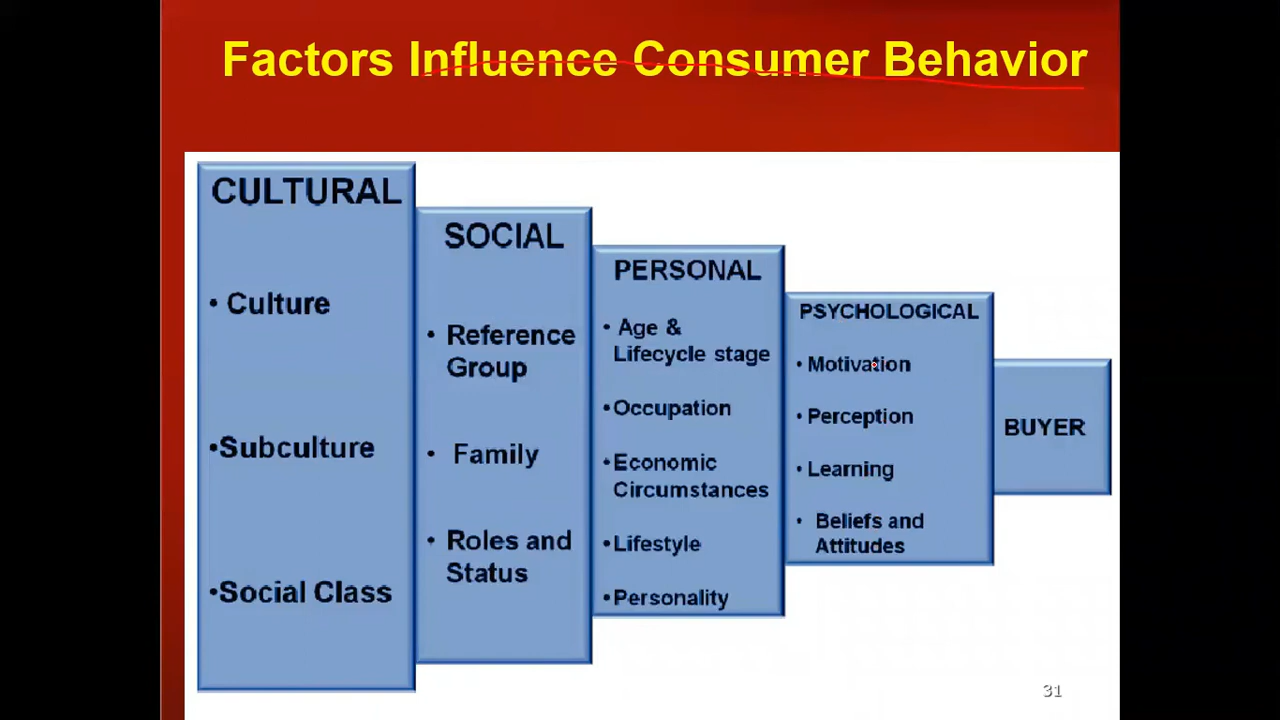 Factors Influence Consumer Behavior
CULTURAL
• Culture
•Subculture
•Social Class
SOCIAL
• Reference
Group
• Family
• Roles and
Status
PERSONAL
• Age &
Lifecycle stage
•Occupation
•Economic
Circumstances
•Lifestyle
•Personality
PSYCHOLOGICAL
• Motivation
• Perception
• Learning
• Beliefs and
Attitudes
BUYER
31